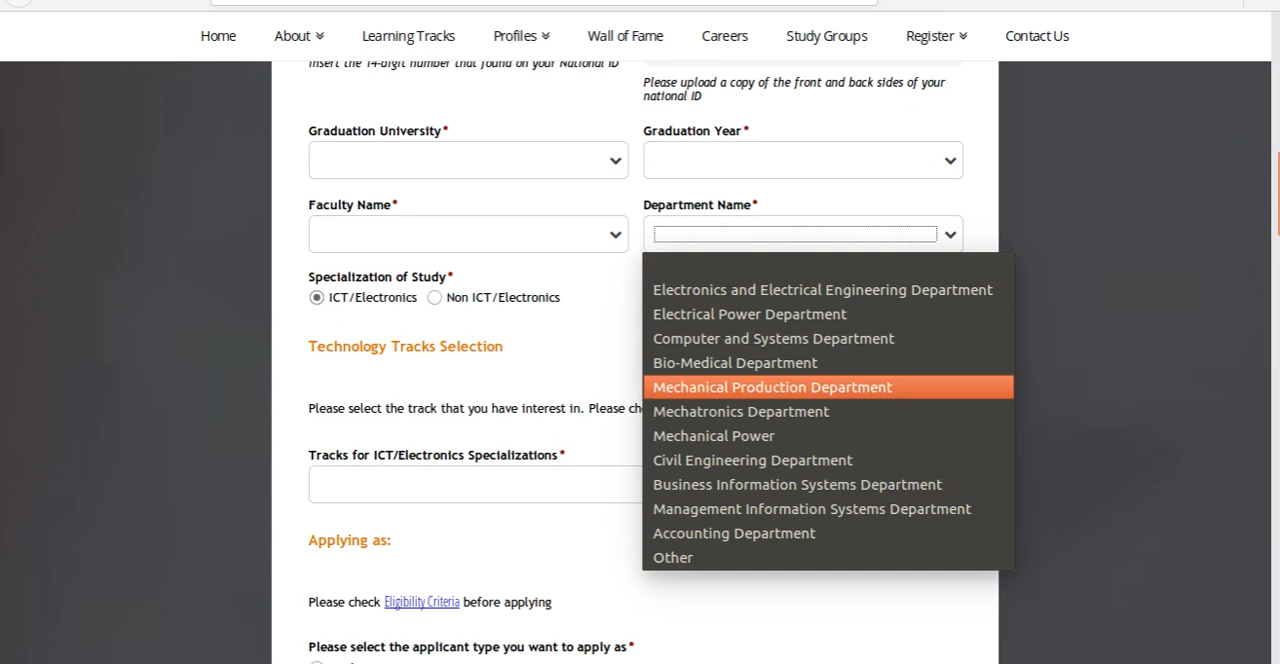 Home About Learning Tracks Profiles Wall of Fame Careers Study Groups Register Contact Us
Insert the 14-digit number that found on your National ID
Please upload a copy of the front and back sides of your
national ID
Graduation University*
Graduation Year*
Faculty Name*
Department Name*
Specialization of Study*
ICT/Electronics Non ICT/Electronics
Electronics and Electrical Engineering Department
Electrical Power Department
Computer and Systems Department
Bio-Medical Department
Mechanical Production Department
Mechatronics Department
Mechanical Power
Civil Engineering Department
Business Information Systems Department
Management Information Systems Department
Accounting Department
Other
Technology Tracks Selection
Please select the track that you have interest in. Please
Tracks for ICT/Electronics Specializations*
Applying as:
Please check Eligibility Criteria before applying
Please select the applicant type you want to apply as*